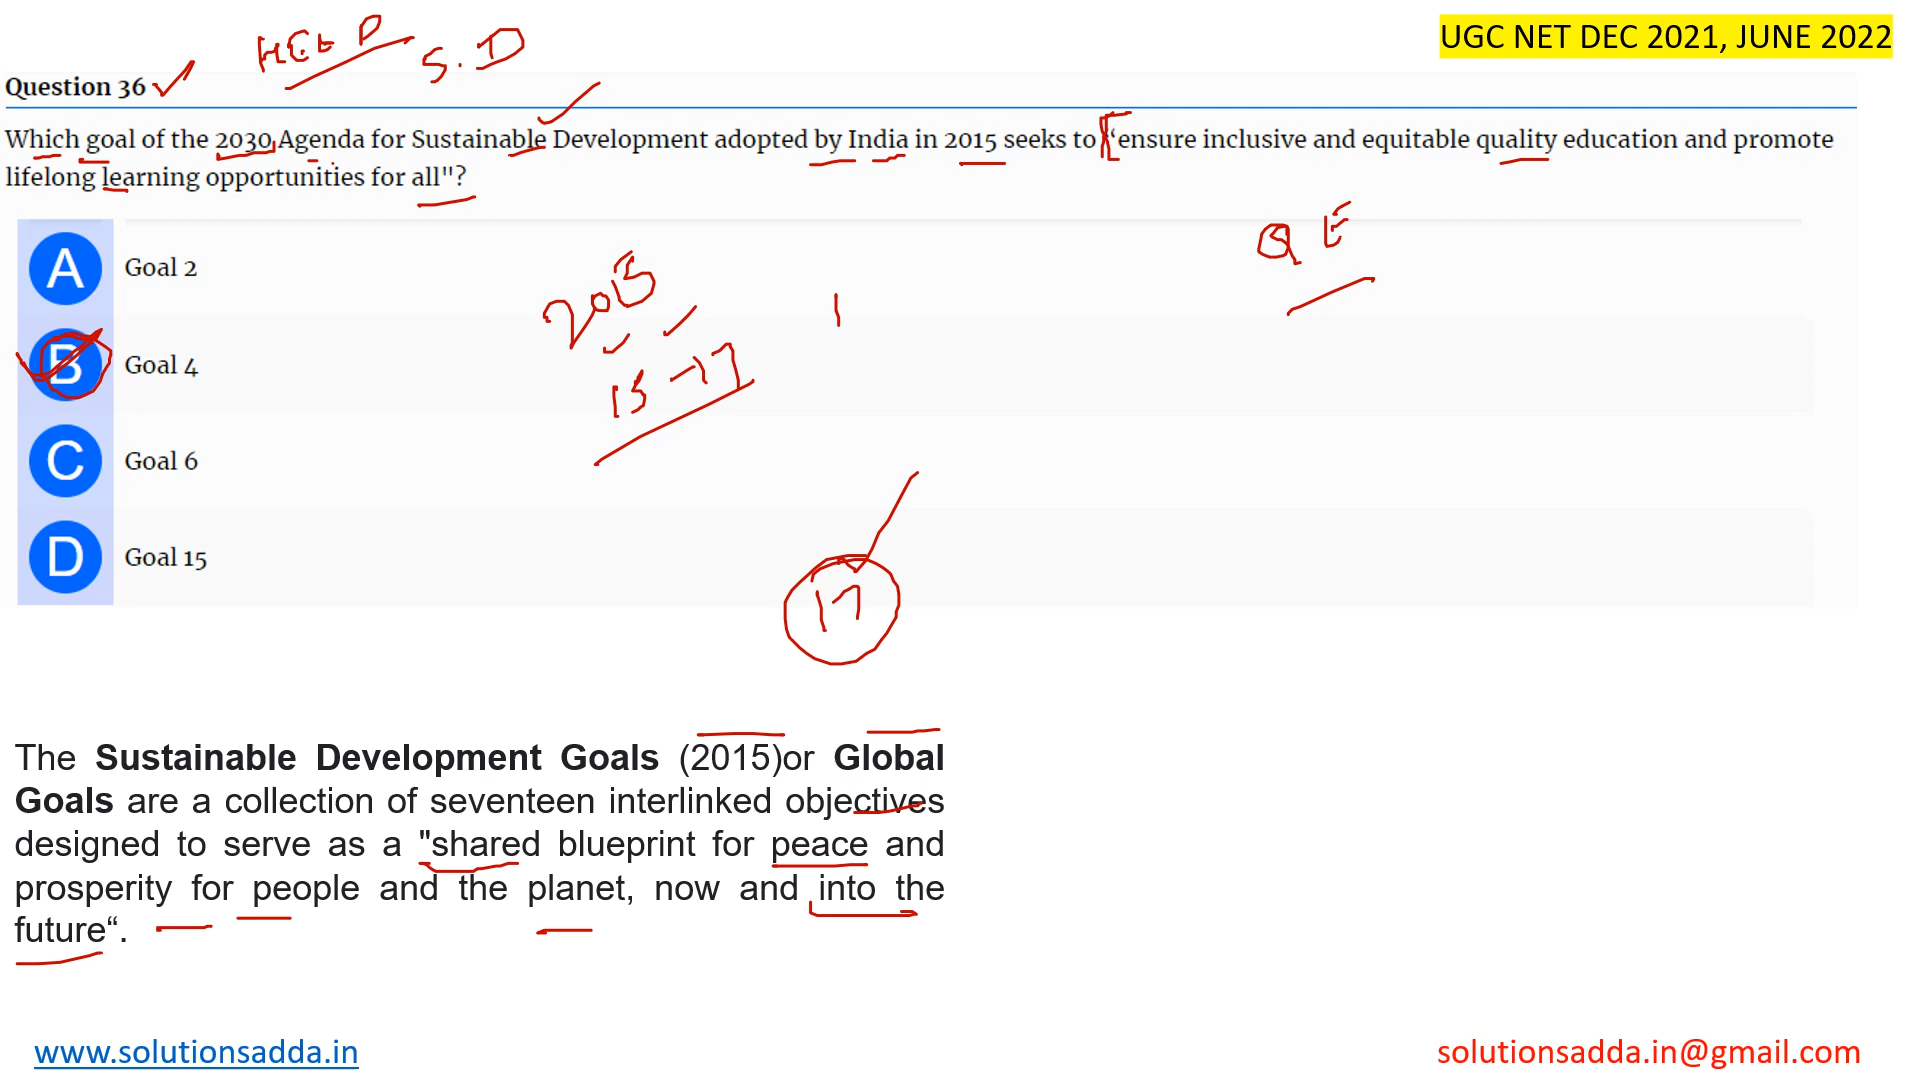 HELP
S.D
UGC NET DEC 2021, JUNE 2022
Question 36
Which goal of the 2030 Agenda for Sustainable Development adopted by India in 2015 seeks to “ensure inclusive and equitable quality education and promote
lifelong learning opportunities for all"?
Q E
A Goal 2
2015
B Goal 4
15-17
C Goal 6
D Goal 15
17
The Sustainable Development Goals (2015)or Global
Goals are a collection of seventeen interlinked objectives
designed to serve as a "shared blueprint for peace and
prosperity for people and the planet, now and into the
future“.
www.solutionsadda.in
solutionsadda.in@gmail.com